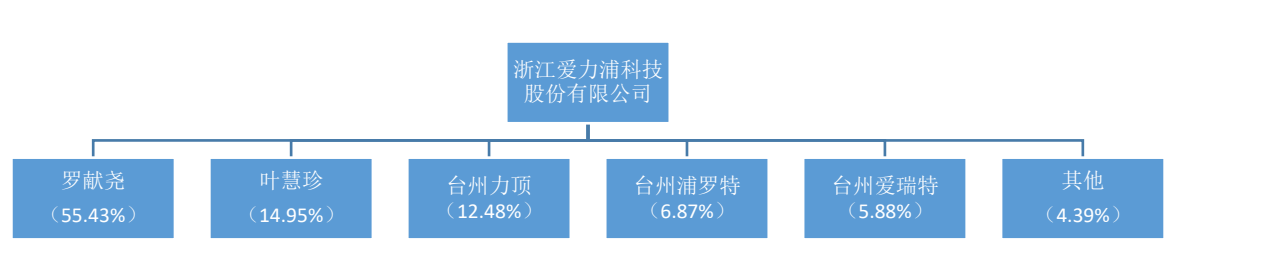 浙江爱力浦科技
股份有限公司
罗献尧
（55.43%）
叶慧珍
（14.95%）
台州力顶
（12.48%）
台州浦罗特
（6.87%）
台州爱瑞特
（5.88%）
其他
（4.39%）